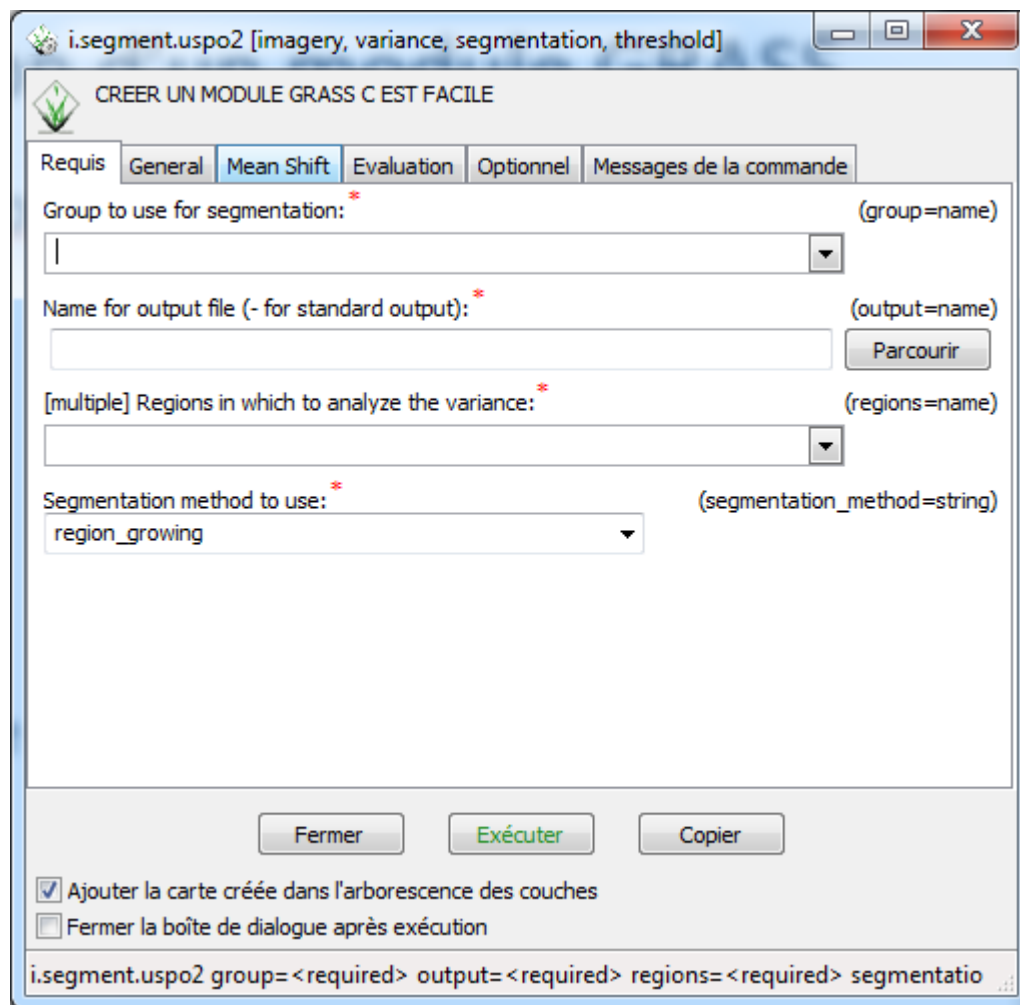 i.segment.uspo2 [imagery, variance, segmentation, threshold]
CREER UN MODULE GRASS C EST FACILE
Requis General Mean Shift Evaluation Optionnel Messages de la commande
Group to use for segmentation:* (group=name)
Name for output file (- for standard output):* (output=name)
Parcourir
[multiple] Regions in which to analyze the variance:* (regions=name)
Segmentation method to use:* (segmentation_method=string)
region_growing
Fermer Exécuter Copier
Ajouter la carte créée dans l'arborescence des couches
Fermer la boîte de dialogue après exécution
i.segment.uspo2 group=<required> output=<required> regions=<required> segmentatio